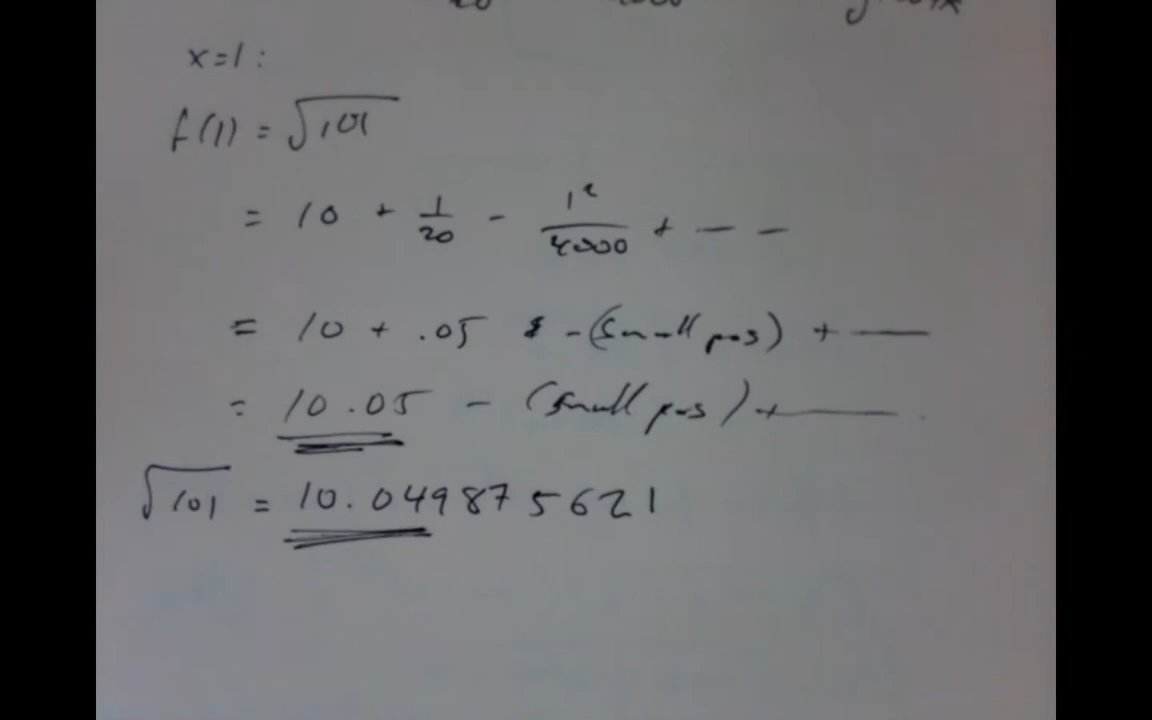 x=1:
f(1) = √101
= 10 + 1/20 - 1²/4000 + - -
= 10 + .05 - (small pos) + —
= 10.05 - (small pos) + —
√101 = 10.049875621